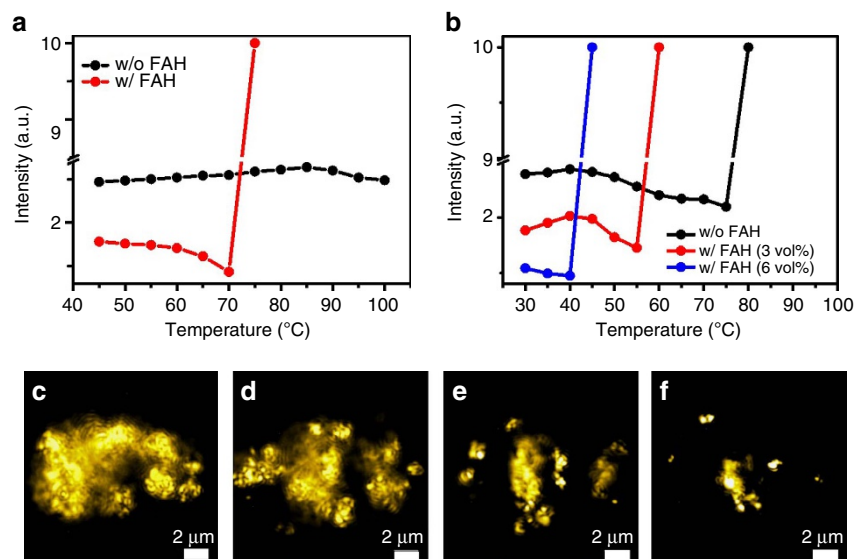 a
10
9
2
Intensity (a.u.)
w/o FAH
w/ FAH
40 50 60 70 80 90 100
Temperature (°C)
b
10
9
2
Intensity (a.u.)
w/o FAH
w/ FAH (3 vol%)
w/ FAH (6 vol%)
30 40 50 60 70 80 90 100
Temperature (°C)
c
2 μm
d
2 μm
e
2 μm
f
2 μm